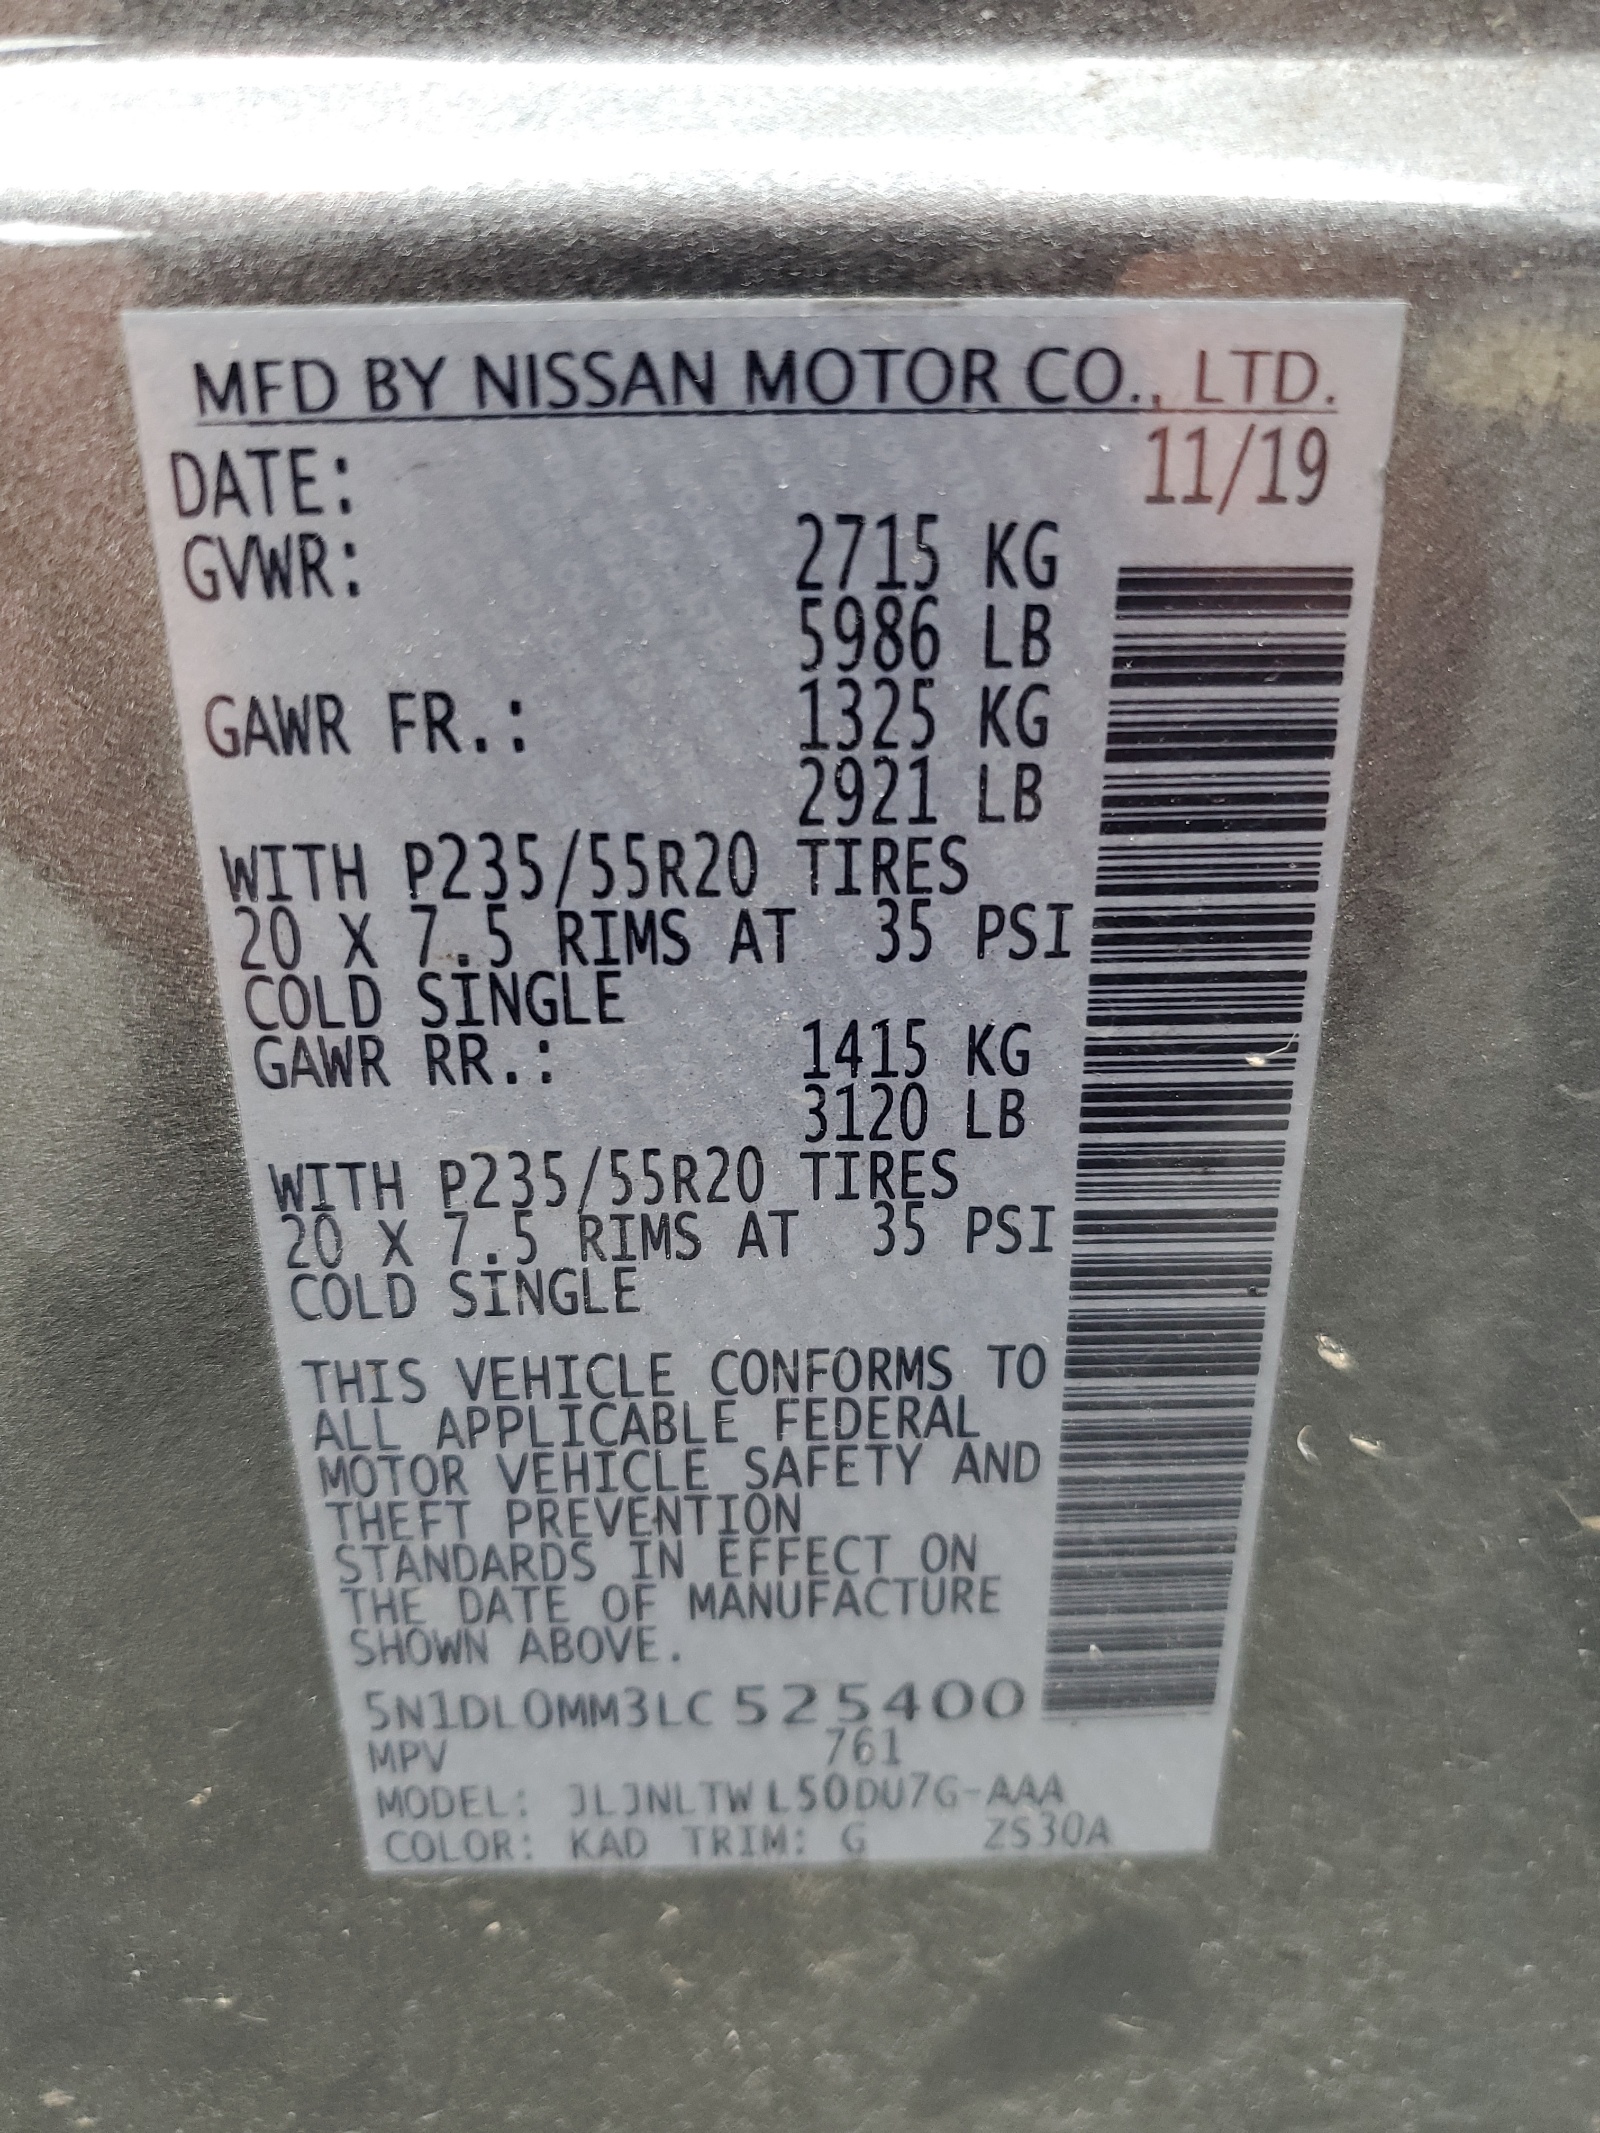 MFD BY NISSAN MOTOR CO., LTD.
DATE: 11/19
GVWR: 2715 KG
5986 LB
GAWR FR.: 1325 KG
2921 LB
WITH P235/55R20 TIRES
20 X 7.5 RIMS AT 35 PSI
COLD SINGLE
GAWR RR.: 1415 KG
3120 LB
WITH P235/55R20 TIRES
20 X 7.5 RIMS AT 35 PSI
COLD SINGLE
THIS VEHICLE CONFORMS TO
ALL APPLICABLE FEDERAL
MOTOR VEHICLE SAFETY AND
THEFT PREVENTION
STANDARDS IN EFFECT ON
THE DATE OF MANUFACTURE
SHOWN ABOVE.
5N1DL0MM3LC525400
MPV 761
MODEL: JLJNLTWL50DU7G-AAA
COLOR: KAD TRIM: G ZS30A